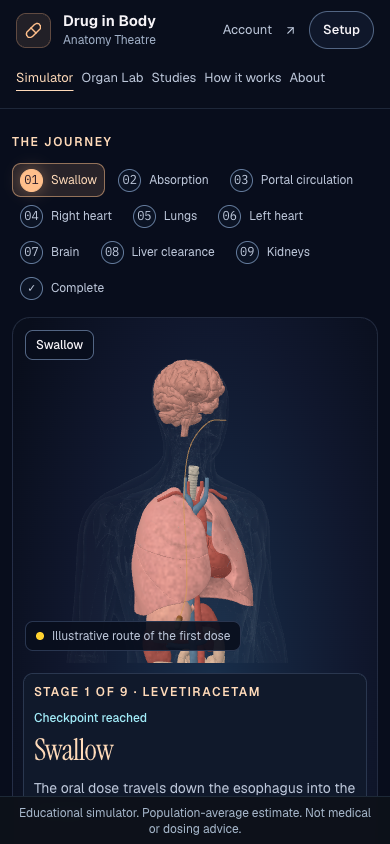 Drug in Body
Anatomy Theatre
Account ↗
Setup
Simulator Organ Lab Studies How it works About
THE JOURNEY
01 Swallow 02 Absorption 03 Portal circulation
04 Right heart 05 Lungs 06 Left heart
07 Brain 08 Liver clearance 09 Kidneys
✓ Complete
Swallow
Illustrative route of the first dose
STAGE 1 OF 9 · LEVETIRACETAM
Checkpoint reached
Swallow
The oral dose travels down the esophagus into the
Educational simulator. Population-average estimate. Not medical
or dosing advice.